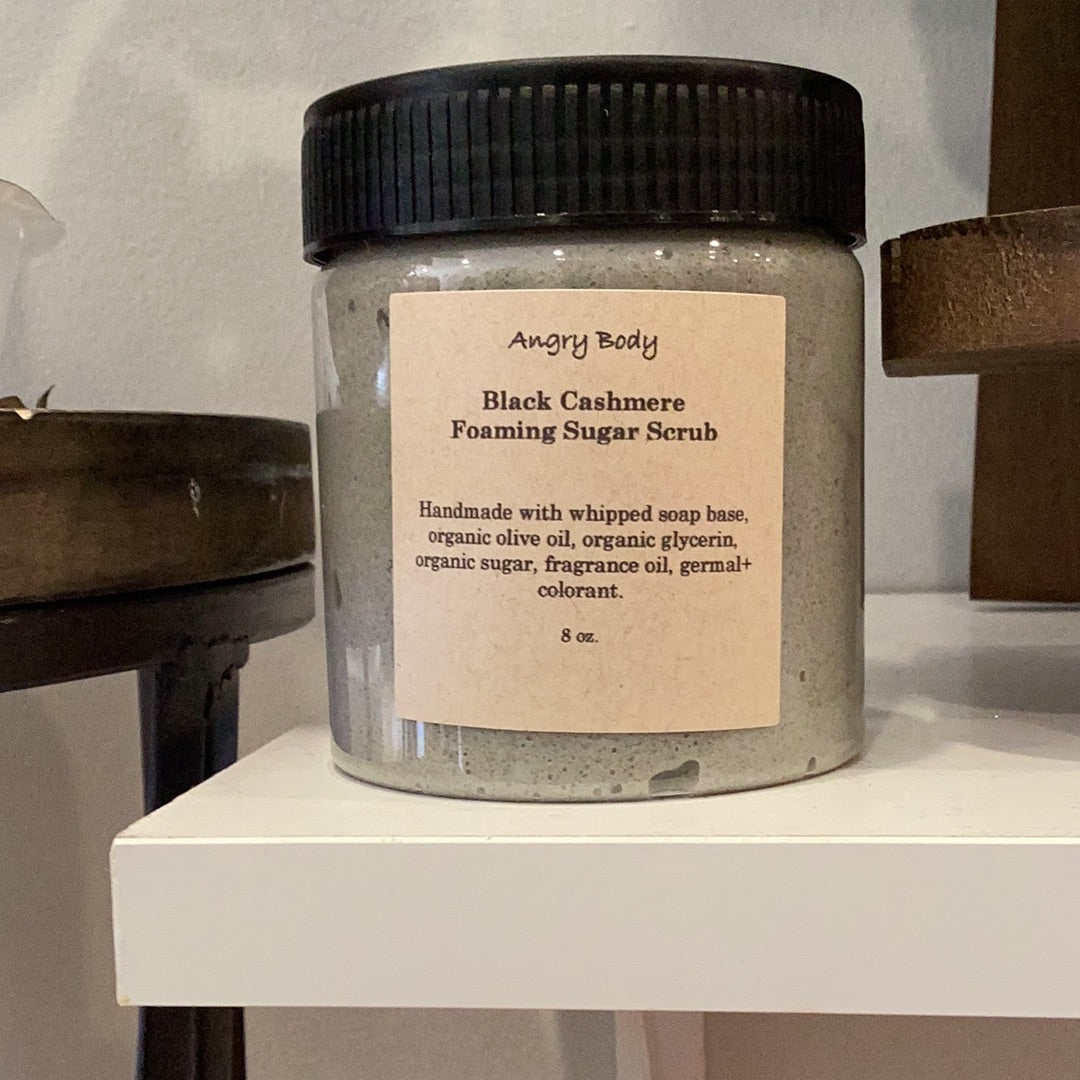 Angry Body
Black Cashmere
Foaming Sugar Scrub
Handmade with whipped soap base,
organic olive oil, organic glycerin,
organic sugar, fragrance oil, germal+
colorant.
8 oz.